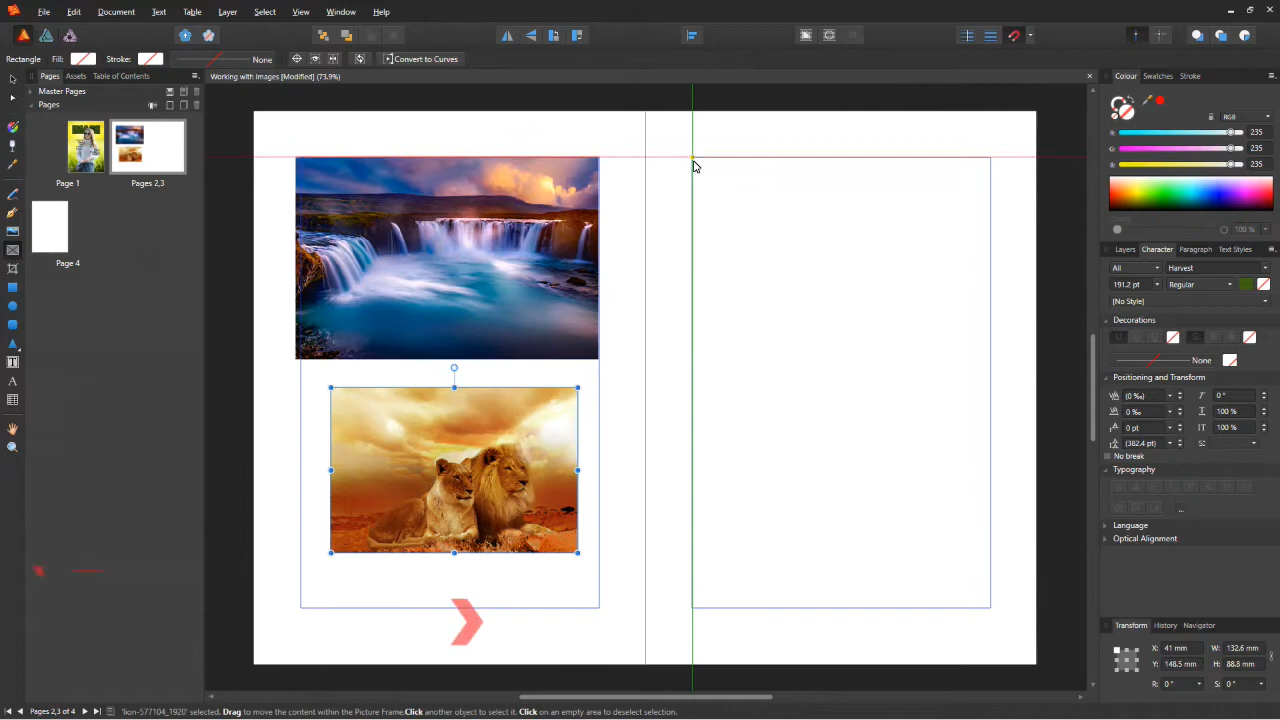 File Edit Document Text Table Layer Select View Window Help
Rectangle Fill: Stroke: None Convert to Curves
Pages Assets Table of Contents
Working with Images [Modified] (73.9%)
Master Pages
Pages
Page 1
Pages 2,3
Page 4
Colour Swatches Stroke
RGB
R: 235
G: 235
B: 235
100 %
Layers Character Paragraph Text Styles
All Harvest
191.2 pt Regular
[No Style]
Decorations
None
Positioning and Transform
(0 ‰) 0 °
0 ‰ 100 %
0 pt 100 %
(382.4 pt) S:
No break
Typography
...
Language
Optical Alignment
Transform History Navigator
X: 41 mm W: 132.6 mm
Y: 148.5 mm H: 88.8 mm
R: 0 ° S: 0 °
Pages 2,3 of 4 'lion-577104_1920' selected. Drag to move the content within the Picture Frame. Click another object to select it. Click on an empty area to deselect selection.